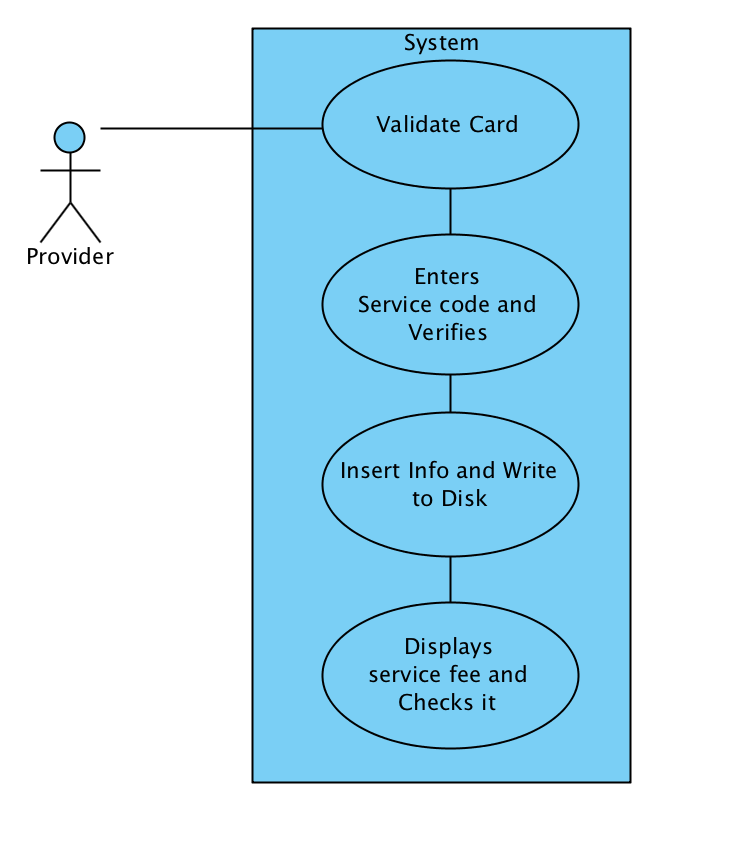 System
Validate Card
Provider
Enters
Service code and
Verifies
Insert Info and Write
to Disk
Displays
service fee and
Checks it